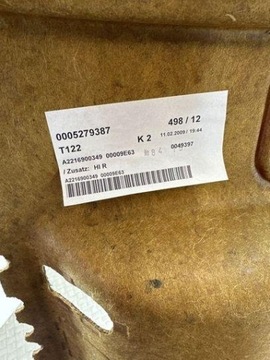 0005279387
498 / 12
T122
K 2
11.02.2009 / 19:44
A2216900349 00009E63
0049397
/ Zusatz: HI R
A2216900349 00009E63